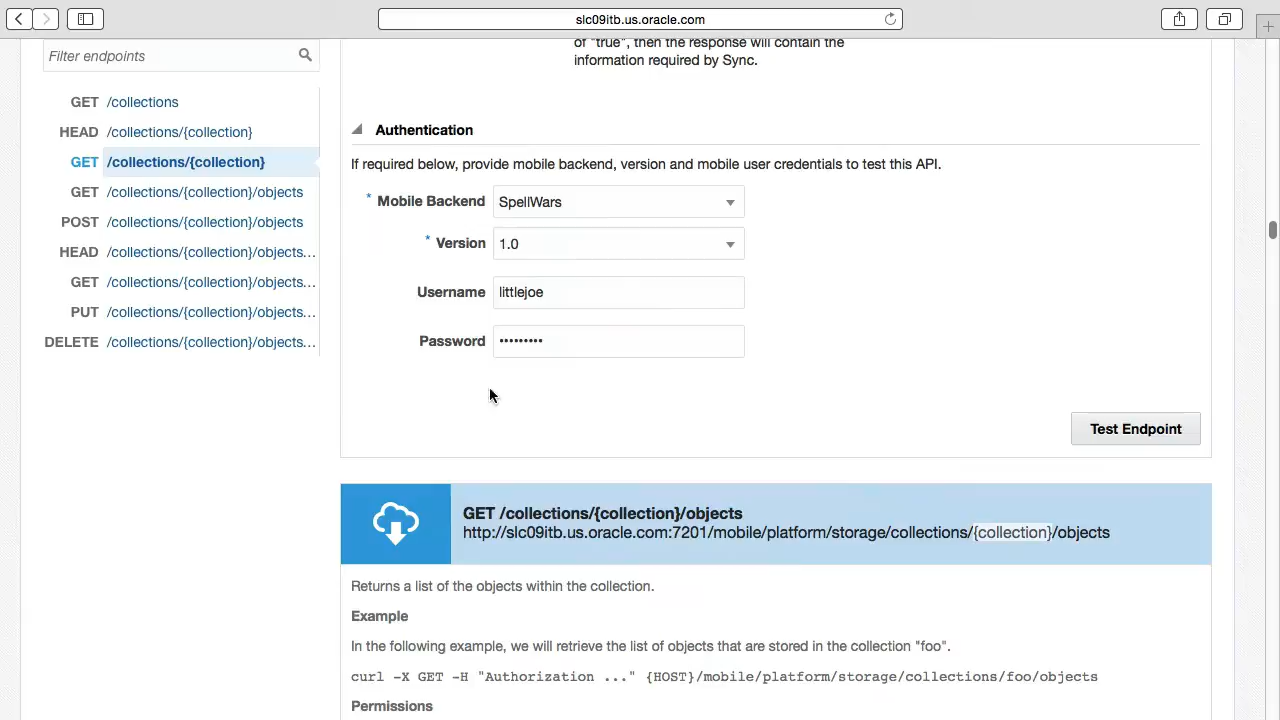 slc09itb.us.oracle.com
Filter endpoints
GET /collections
HEAD /collections/{collection}
GET /collections/{collection}
GET /collections/{collection}/objects
POST /collections/{collection}/objects
HEAD /collections/{collection}/objects...
GET /collections/{collection}/objects...
PUT /collections/{collection}/objects...
DELETE /collections/{collection}/objects...
of "true", then the response will contain the
information required by Sync.
Authentication
If required below, provide mobile backend, version and mobile user credentials to test this API.
* Mobile Backend SpellWars
* Version 1.0
Username littlejoe
Password •••••••••
Test Endpoint
GET /collections/{collection}/objects
http://slc09itb.us.oracle.com:7201/mobile/platform/storage/collections/{collection}/objects
Returns a list of the objects within the collection.
Example
In the following example, we will retrieve the list of objects that are stored in the collection "foo".
curl -X GET -H "Authorization ..." {HOST}/mobile/platform/storage/collections/foo/objects
Permissions